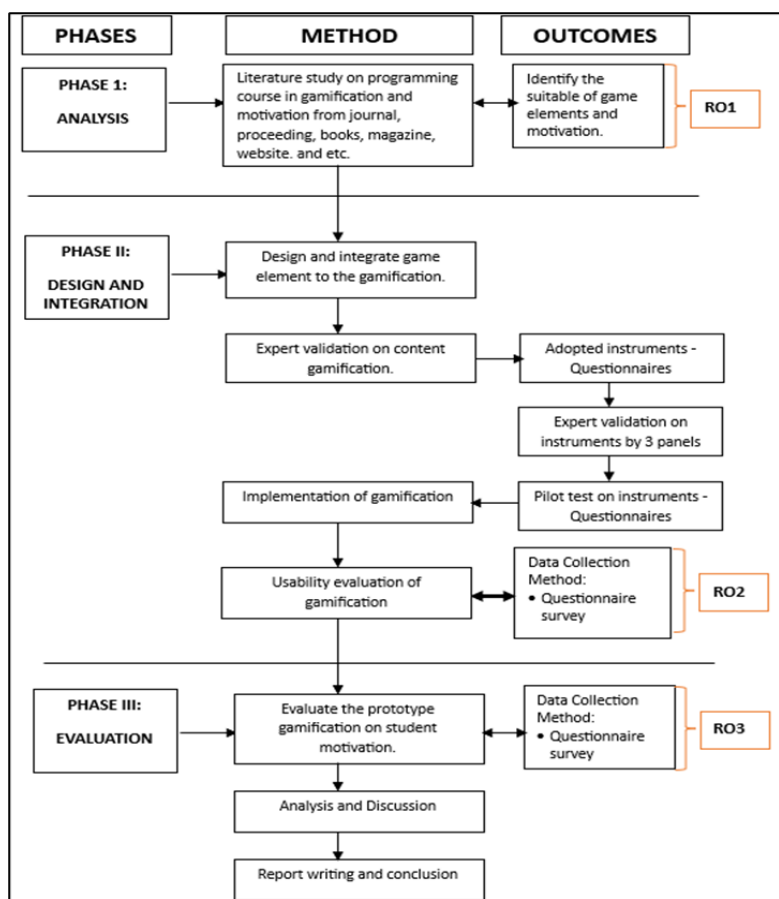 PHASES
METHOD
OUTCOMES
PHASE 1:
ANALYSIS
Literature study on programming
course in gamification and
motivation from journal,
proceeding, books, magazine,
website. and etc.
Identify the
suitable of game
elements and
motivation.
RO1
PHASE II:
DESIGN AND
INTEGRATION
Design and integrate game
element to the gamification.
Expert validation on content
gamification.
Adopted instruments -
Questionnaires
Expert validation on
instruments by 3 panels
Implementation of gamification
Pilot test on instruments -
Questionnaires
Usability evaluation of
gamification
Data Collection
Method:
• Questionnaire
survey
RO2
PHASE III:
EVALUATION
Evaluate the prototype
gamification on student
motivation.
Data Collection
Method:
• Questionnaire
survey
RO3
Analysis and Discussion
Report writing and conclusion